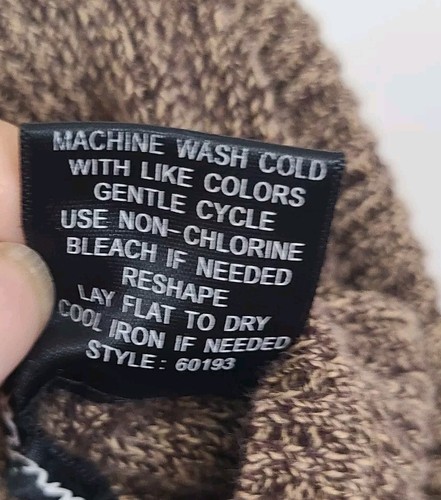 MACHINE WASH COLD
WITH LIKE COLORS
GENTLE CYCLE
USE NON-CHLORINE
BLEACH IF NEEDED
RESHAPE
LAY FLAT TO DRY
COOL IRON IF NEEDED
STYLE: 60193